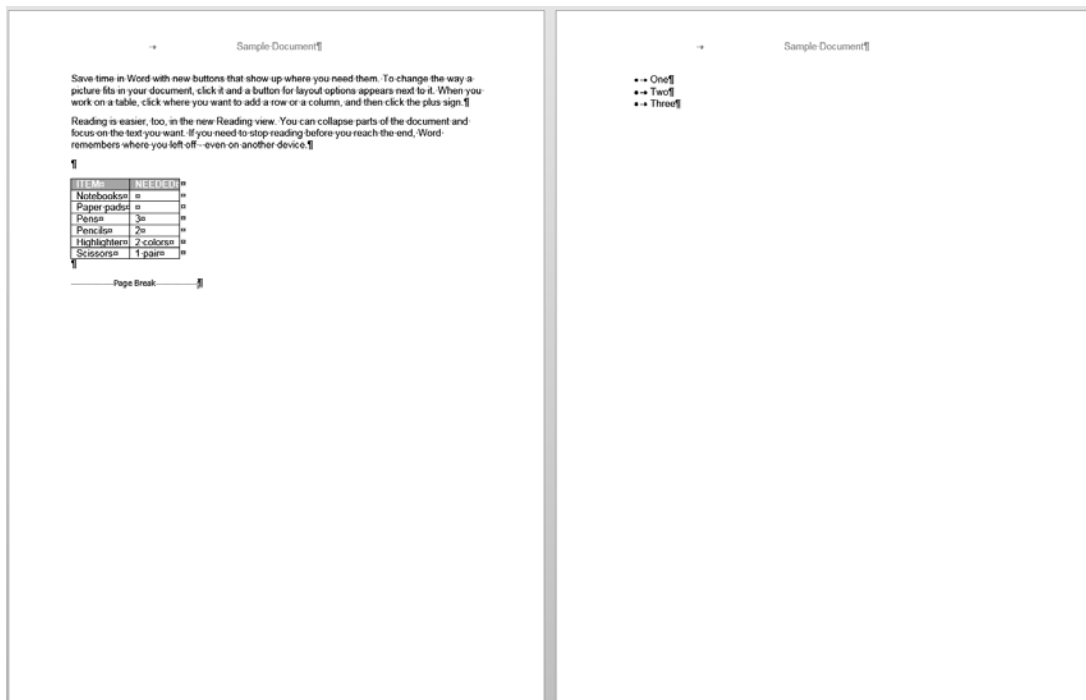 Sample Document
Save time in Word with new buttons that show up where you need them. To change the way a
picture fits in your document, click it and a button for layout options appears next to it. When you
work on a table, click where you want to add a row or a column, and then click the plus sign.
Reading is easier, too, in the new Reading view. You can collapse parts of the document and
focus on the text you want. If you need to stop reading before you reach the end, Word
remembers where you left off - even on another device.
ITEM NEEDED
Notebooks
Paper pads
Pens 3
Pencils 2
Highlighter 2 colors
Scissors 1 pair
Page Break
Sample Document
• One
• Two
• Three